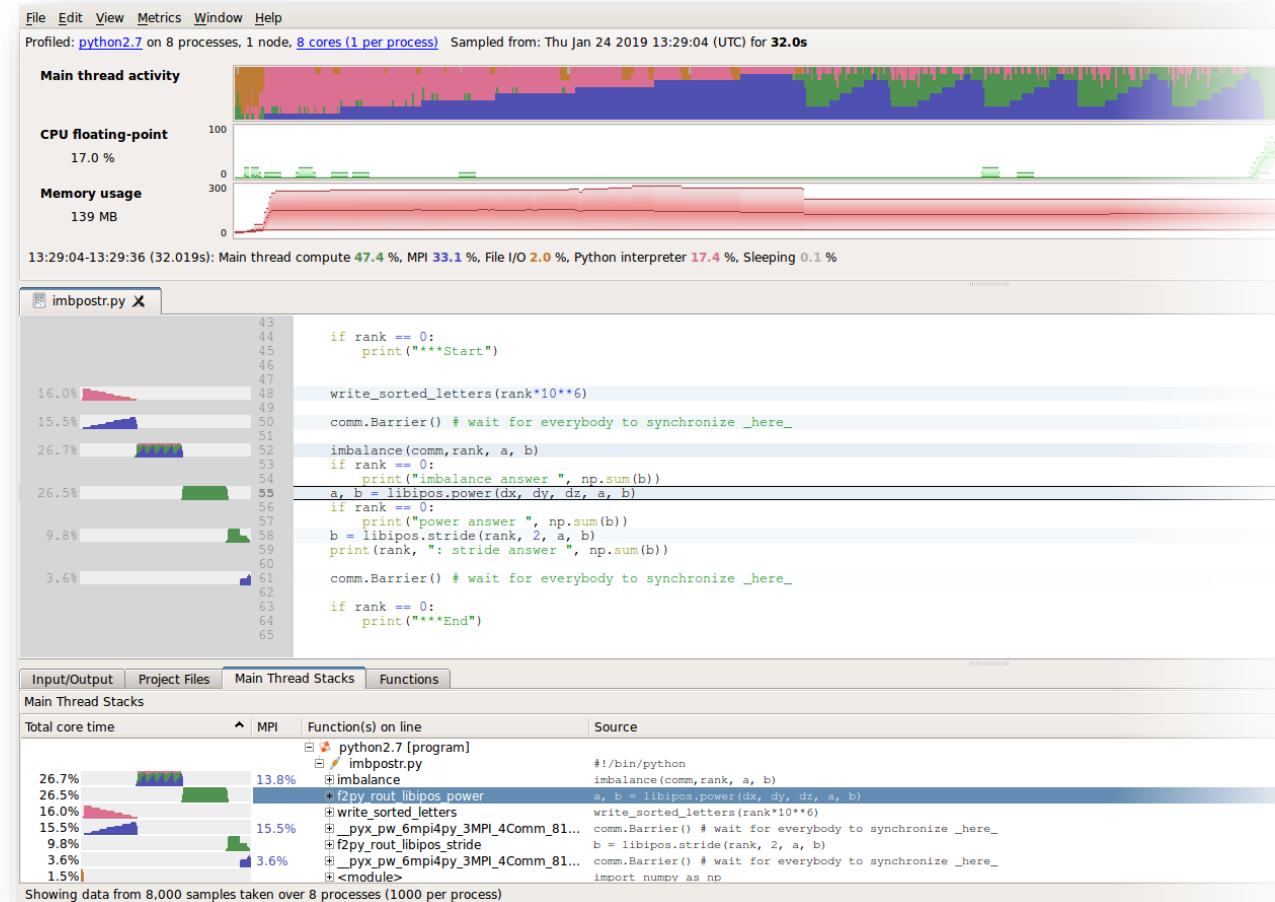 File Edit View Metrics Window Help
Profiled: python2.7 on 8 processes, 1 node, 8 cores (1 per process) Sampled from: Thu Jan 24 2019 13:29:04 (UTC) for 32.0s
Main thread activity
CPU floating-point
17.0 %
100
0
Memory usage
139 MB
300
0
13:29:04-13:29:36 (32.019s): Main thread compute 47.4 %, MPI 33.1 %, File I/O 2.0 %, Python interpreter 17.4 %, Sleeping 0.1 %
imbpostr.py
43
44 if rank == 0:
45 print("***Start")
46
47
16.0% 48 write_sorted_letters(rank*10**6)
49
15.5% 50 comm.Barrier() # wait for everybody to synchronize _here_
51
26.7% 52 imbalance(comm,rank, a, b)
53 if rank == 0:
54 print("imbalance answer ", np.sum(b))
26.5% 55 a, b = libipos.power(dx, dy, dz, a, b)
56 if rank == 0:
57 print("power answer ", np.sum(b))
9.8% 58 b = libipos.stride(rank, 2, a, b)
59 print(rank, ": stride answer ", np.sum(b))
60
3.6% 61 comm.Barrier() # wait for everybody to synchronize _here_
62
63 if rank == 0:
64 print("***End")
65
Input/Output Project Files Main Thread Stacks Functions
Main Thread Stacks
Total core time MPI Function(s) on line Source
python2.7 [program]
imbpostr.py #!/bin/python
26.7% 13.8% imbalance imbalance(comm,rank, a, b)
26.5% f2py_rout_libipos_power a, b = libipos.power(dx, dy, dz, a, b)
16.0% write_sorted_letters write_sorted_letters(rank*10**6)
15.5% 15.5% __pyx_pw_6mpi4py_3MPI_4Comm_81... comm.Barrier() # wait for everybody to synchronize _here_
9.8% f2py_rout_libipos_stride b = libipos.stride(rank, 2, a, b)
3.6% 3.6% __pyx_pw_6mpi4py_3MPI_4Comm_81... comm.Barrier() # wait for everybody to synchronize _here_
1.5% <module> import numpy as np
Showing data from 8,000 samples taken over 8 processes (1000 per process)